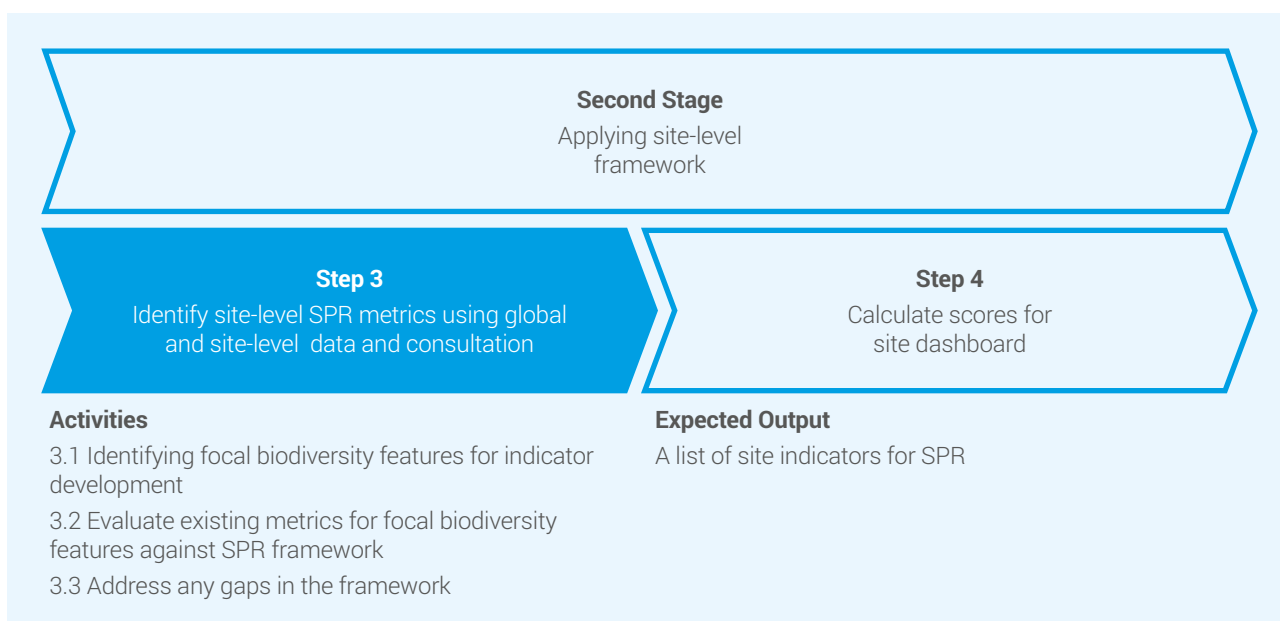 Second Stage
Applying site-level
framework
Step 3
Identify site-level SPR metrics using global
and site-level data and consultation
Step 4
Calculate scores for
site dashboard
Activities
3.1 Identifying focal biodiversity features for indicator
development
3.2 Evaluate existing metrics for focal biodiversity
features against SPR framework
3.3 Address any gaps in the framework
Expected Output
A list of site indicators for SPR